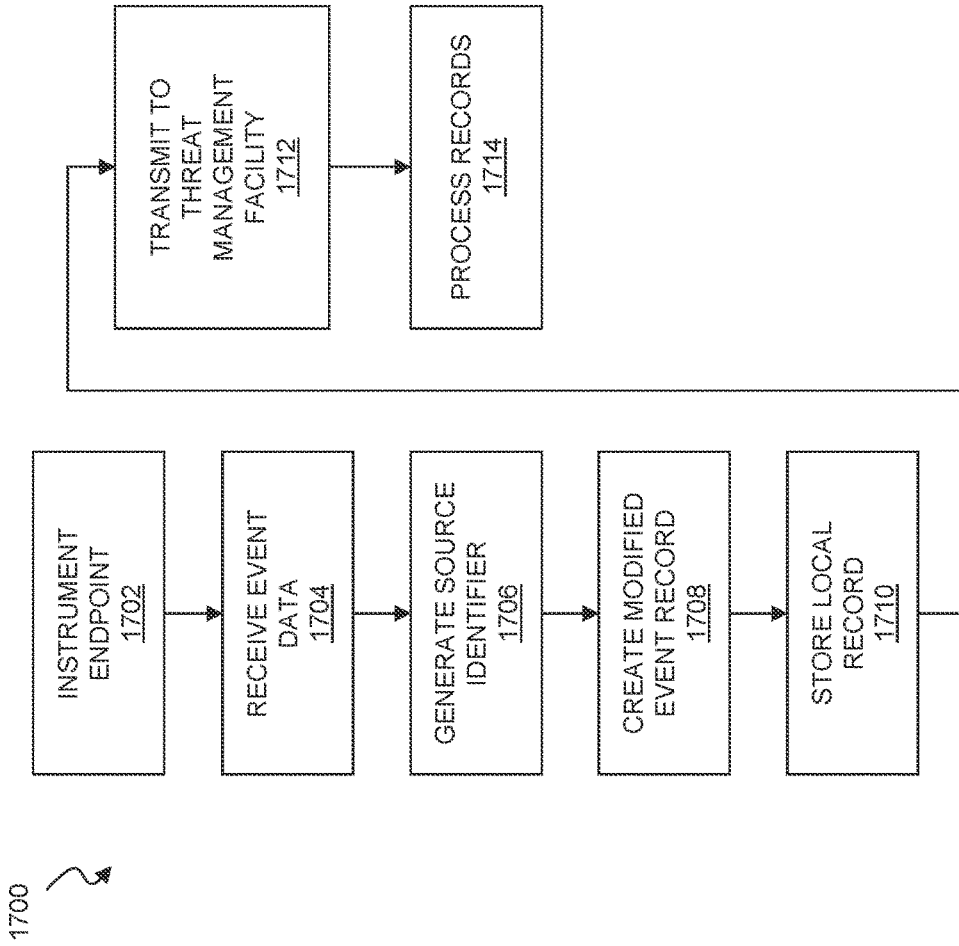 1700
INSTRUMENT
ENDPOINT
1702
RECEIVE EVENT
DATA
1704
GENERATE SOURCE
IDENTIFIER
1706
CREATE MODIFIED
EVENT RECORD
1708
STORE LOCAL
RECORD
1710
TRANSMIT TO
THREAT
MANAGEMENT
FACILITY
1712
PROCESS RECORDS
1714